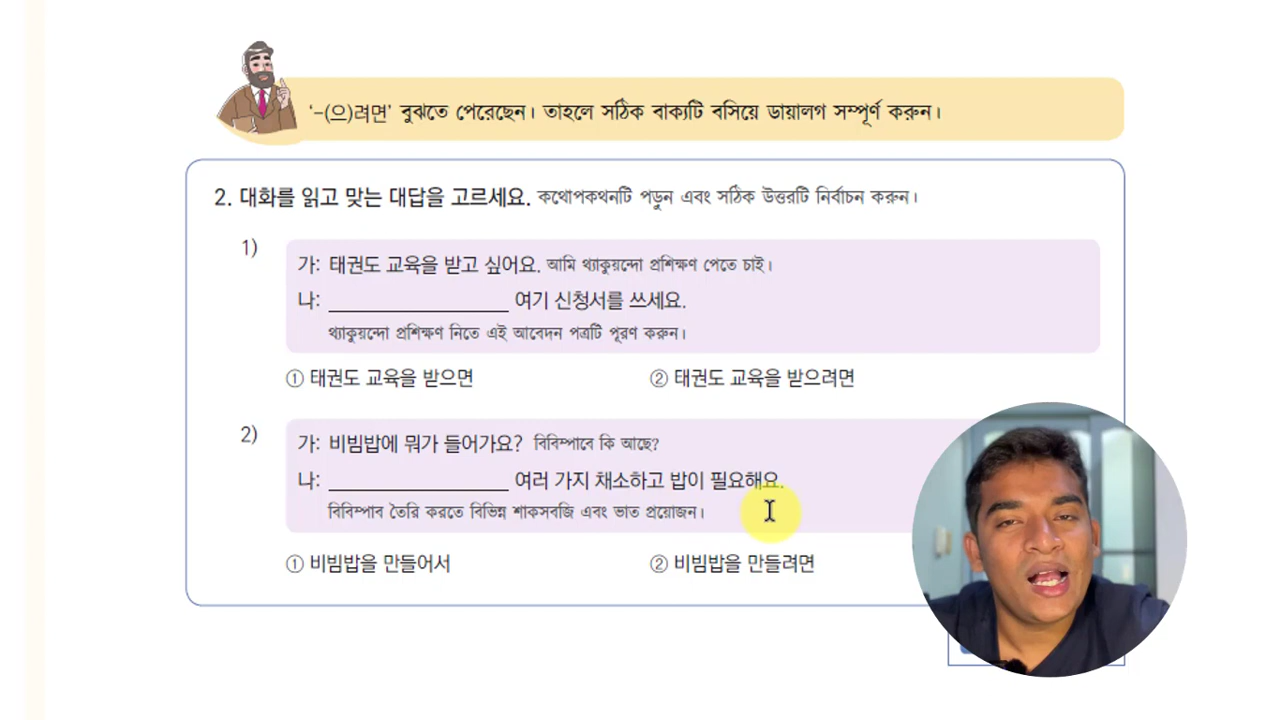 ‘-(으)려면’ বুঝতে পেরেছেন। তাহলে সঠিক বাক্যটি বসিয়ে ডায়ালগ সম্পূর্ণ করুন।
2. 대화를 읽고 맞는 대답을 고르세요. কথোপকথনটি পড়ুন এবং সঠিক উত্তরটি নির্বাচন করুন।
1)
가: 태권도 교육을 받고 싶어요. আমি থ্যাকুয়ন্দো প্রশিক্ষণ পেতে চাই।
나: ________________ 여기 신청서를 쓰세요.
থ্যাকুয়ন্দো প্রশিক্ষণ নিতে এই আবেদন পত্রটি পূরণ করুন।
① 태권도 교육을 받으면 ② 태권도 교육을 받으려면
2)
가: 비빔밥에 뭐가 들어가요? বিবিম্পাবে কি আছে?
나: ________________ 여러 가지 채소하고 밥이 필요해요.
বিবিম্পাব তৈরি করতে বিভিন্ন শাকসবজি এবং ভাত প্রয়োজন।
① 비빔밥을 만들어서 ② 비빔밥을 만들려면